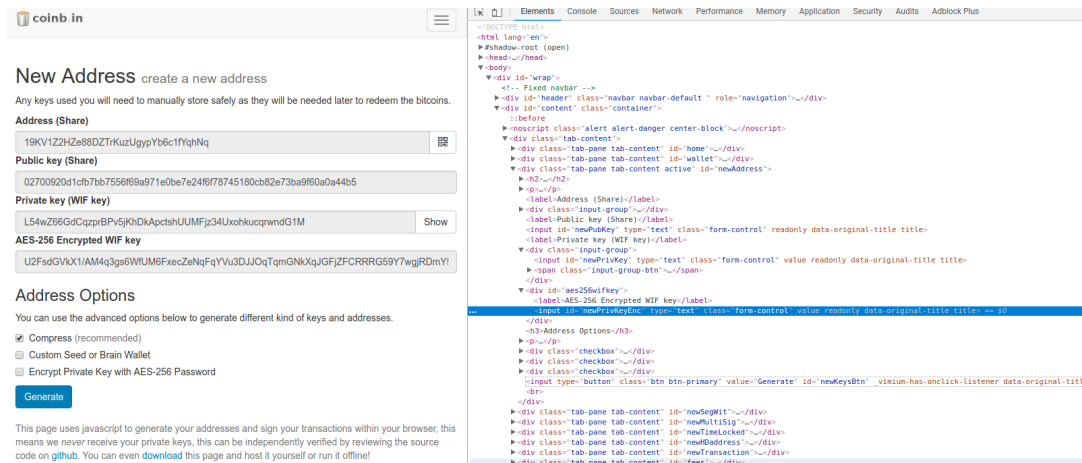 coinb.in
New Address create a new address
Any keys used you will need to manually store safely as they will be needed later to redeem the bitcoins.
Address (Share)
19KV1Z2HZe88DZTrKuzUgypYb6c1fYqhNq
Public key (Share)
02700920d1cfb7bb7556f69a971e0be7e24f6f78745180cb82e73ba9f60a0a44b5
Private key (WIF key)
L54wZ66GdCqzprBPv5jKhDkApctshUUMFjz34Uxohkucqrwnd​G1M
Show
AES-256 Encrypted WIF key
U2FsdGVkX1/AM4q3gs6WfUM6FxecZeNqFqYVu3DJJOqTqmGNkXqJGFjZFCRRRG59Y7wgjRDmY
Address Options
You can use the advanced options below to generate different kind of keys and addresses.
Compress (recommended)
Custom Seed or Brain Wallet
Encrypt Private Key with AES-256 Password
Generate
This page uses javascript to generate your addresses and sign your transactions within your browser, this
means we never receive your private keys, this can be independently verified by reviewing the source
code on github. You can even download this page and host it yourself or run it offline!
Elements Console Sources Network Performance Memory Application Security Audits Adblock Plus
<!DOCTYPE html>
<html lang="en">
▶#shadow-root (open)
▶<head>…</head>
▼<body>
▼<div id="wrap">
<!-- Fixed navbar -->
▶<div id="header" class="navbar navbar-default " role="navigation">…</div>
▼<div id="content" class="container">
::before
▶<noscript class="alert alert-danger center-block">…</noscript>
▼<div class="tab-content">
▶<div class="tab-pane tab-content" id="home">…</div>
▶<div class="tab-pane tab-content" id="wallet">…</div>
▼<div class="tab-pane tab-content active" id="newAddress">
▶<h2>…</h2>
▶<p>…</p>
<label>Address (Share)</label>
▶<div class="input-group">…</div>
<label>Public key (Share)</label>
<input id="newPubKey" type="text" class="form-control" readonly data-original-title title>
<label>Private key (WIF key)</label>
▼<div class="input-group">
<input id="newPrivKey" type="text" class="form-control" value readonly data-original-title title>
▶<span class="input-group-btn">…</span>
</div>
▼<div id="aes256wifkey">
<label>AES-256 Encrypted WIF key</label>
... <input id="newPrivKeyEnc" type="text" class="form-control" value readonly data-original-title title> == $0
</div>
<h3>Address Options</h3>
▶<p>…</p>
▶<div class="checkbox">…</div>
▶<div class="checkbox">…</div>
▶<div class="checkbox">…</div>
<input type="button" class="btn btn-primary" value="Generate" id="newKeysBtn" _vimium-has-onclick-listener data-original-titl
<br>
</div>
▶<div class="tab-pane tab-content" id="newSegWit">…</div>
▶<div class="tab-pane tab-content" id="newMultiSig">…</div>
▶<div class="tab-pane tab-content" id="newTimeLocked">…</div>
▶<div class="tab-pane tab-content" id="newHDaddress">…</div>
▶<div class="tab-pane tab-content" id="newTransaction">…</div>
▶<div class="tab-pane tab-content" id="fees">…</div>